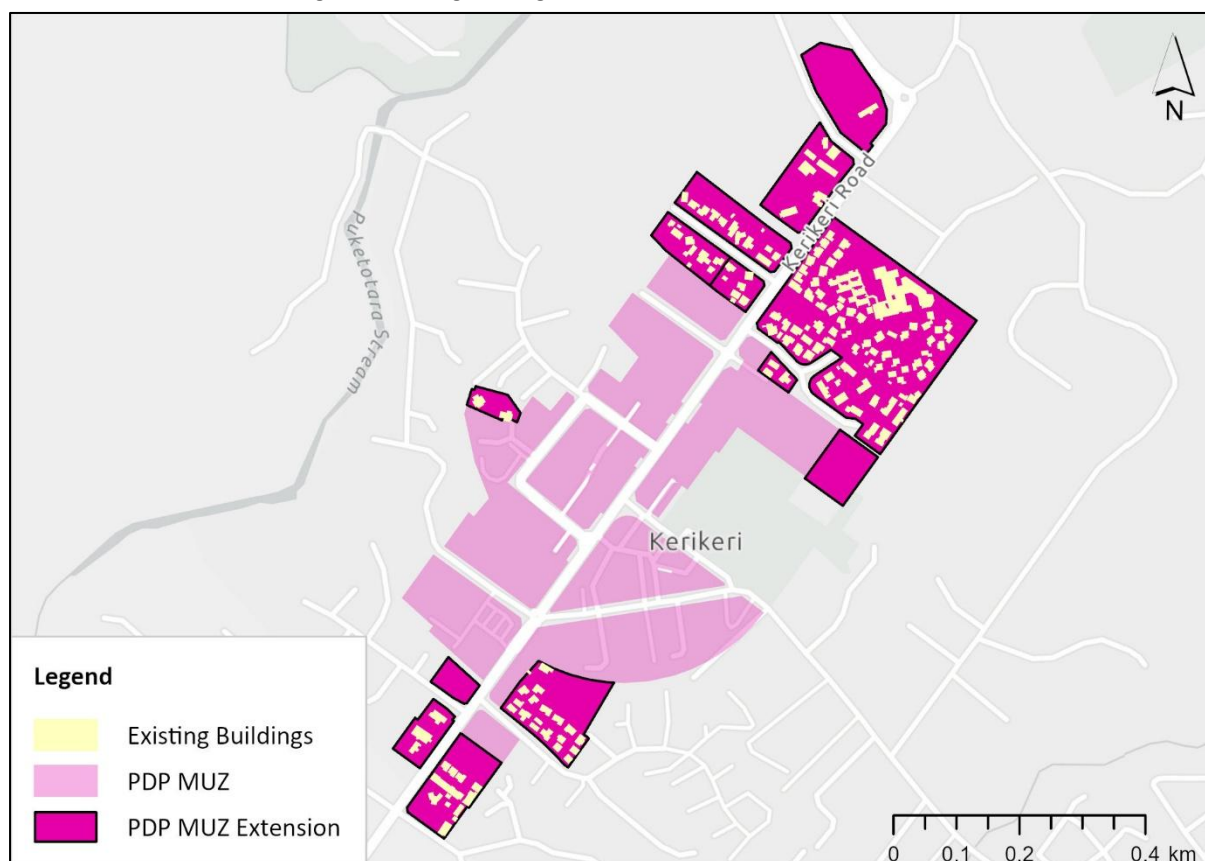 N
Kerikeri Road
Puketotara Stream
Kerikeri
Legend
Existing Buildings
PDP MUZ
PDP MUZ Extension
0 0.1 0.2 0.4 km